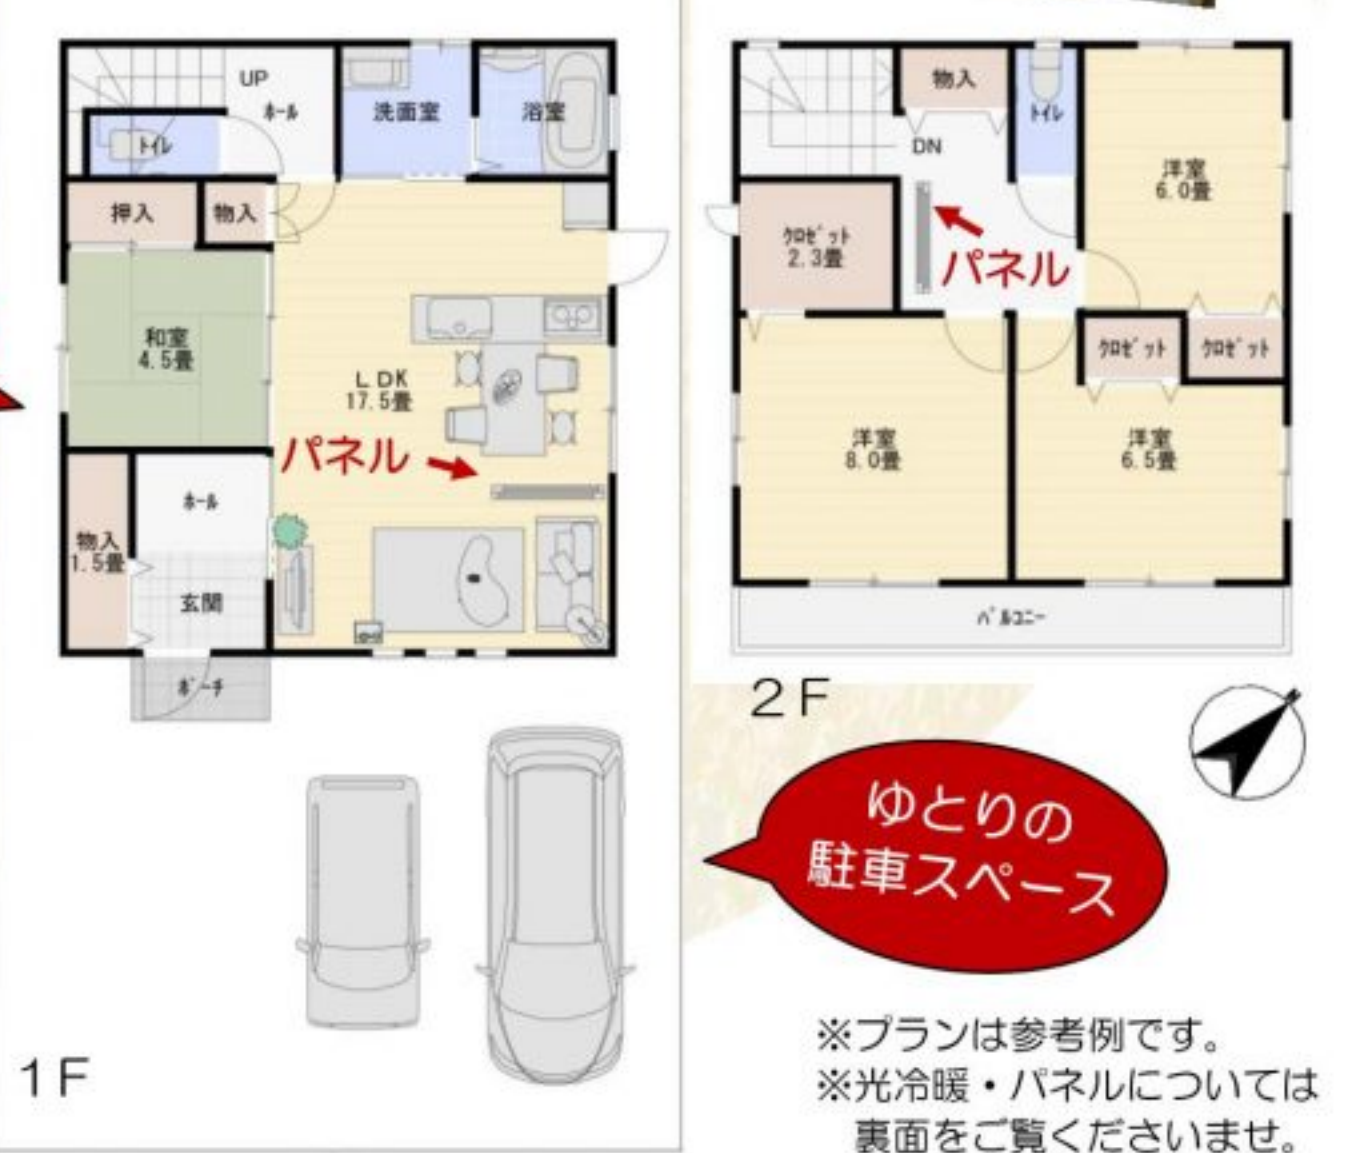 UP
ホール
洗面室
浴室
トイレ
押入
物入
和室
4.5畳
LDK
17.5畳
パネル
ホール
物入
1.5畳
玄関
ポーチ
1F
物入
トイレ
DN
洋室
6.0畳
クロゼット
2.3畳
パネル
クロゼット
クロゼット
洋室
8.0畳
洋室
6.5畳
バルコニー
2F
ゆとりの
駐車スペース
※プランは参考例です。
※光冷暖・パネルについては
裏面をご覧くださいませ。